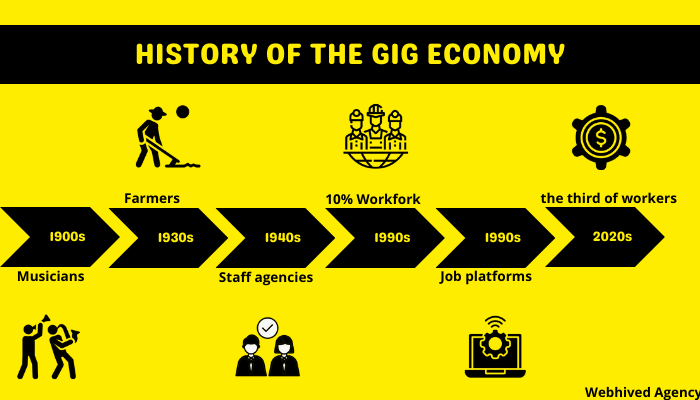 HISTORY OF THE GIG ECONOMY
Farmers
10% Workfork
the third of workers
1900s
1930s
1940s
1990s
1990s
2020s
Musicians
Staff agencies
Job platforms
$
Webhived Agency